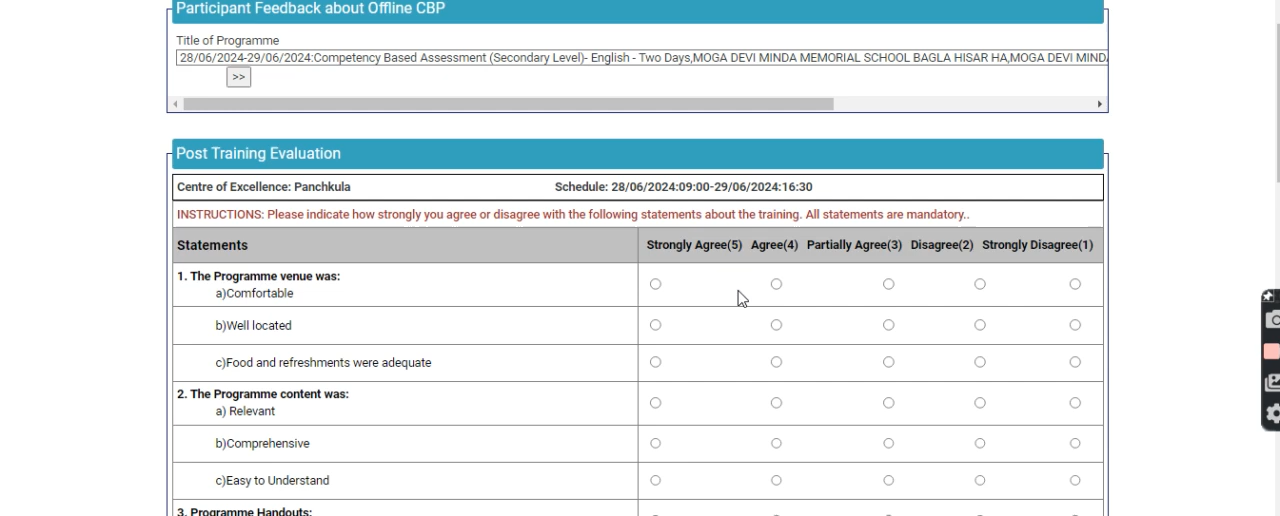 Participant Feedback about Offline CBP
Title of Programme
28/06/2024-29/06/2024:Competency Based Assessment (Secondary Level)- English - Two Days,MOGA DEVI MINDA MEMORIAL SCHOOL BAGLA HISAR HA,MOGA DEVI MINDA
>>
Post Training Evaluation
Centre of Excellence: Panchkula Schedule: 28/06/2024:09:00-29/06/2024:16:30
INSTRUCTIONS: Please indicate how strongly you agree or disagree with the following statements about the training. All statements are mandatory..
Statements Strongly Agree(5) Agree(4) Partially Agree(3) Disagree(2) Strongly Disagree(1)
1. The Programme venue was:
a)Comfortable
b)Well located
c)Food and refreshments were adequate
2. The Programme content was:
a) Relevant
b)Comprehensive
c)Easy to Understand
3. Programme Handouts: